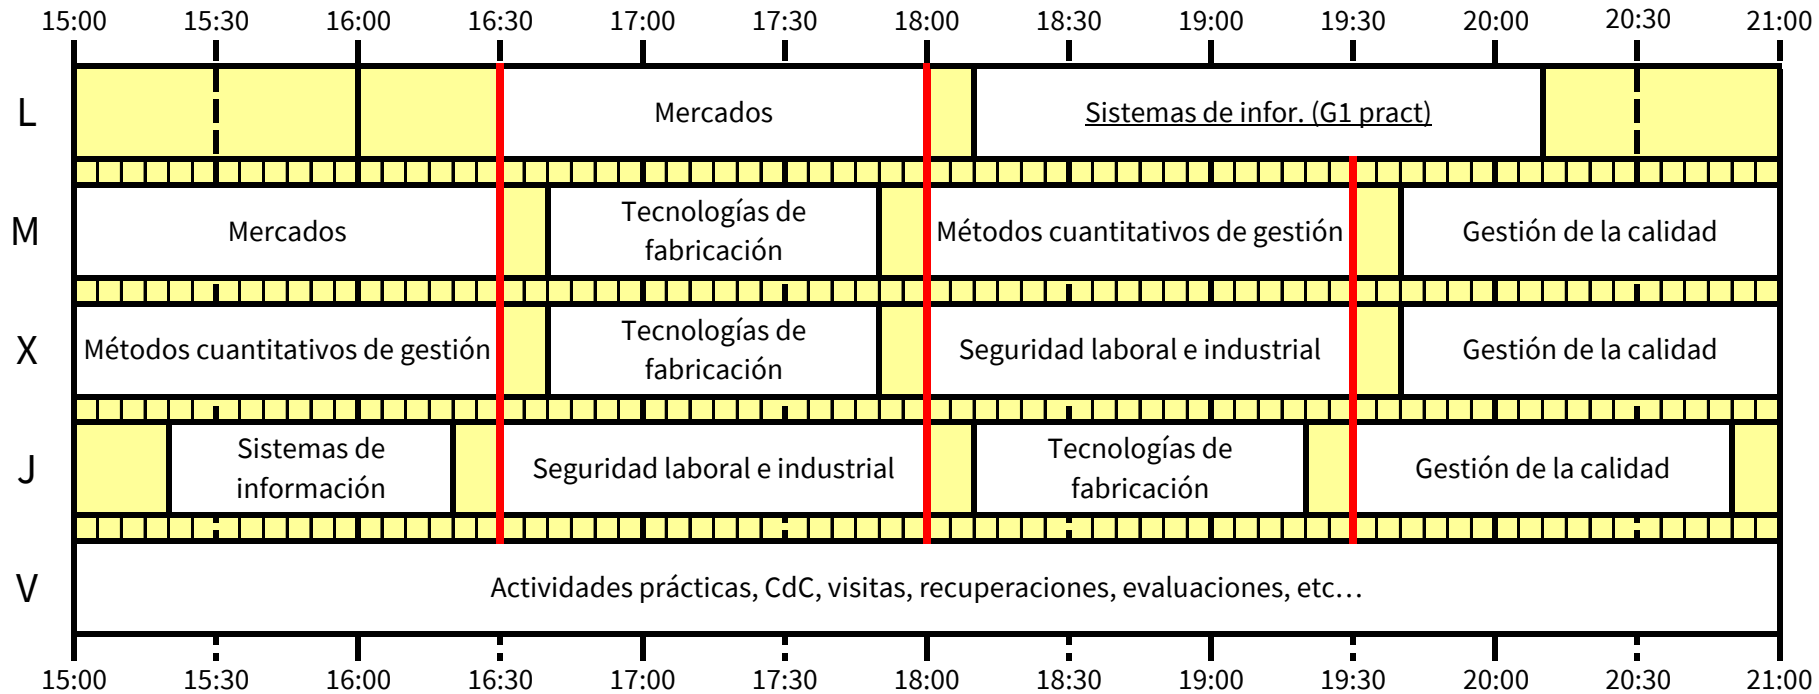 15:00 15:30 16:00 16:30 17:00 17:30 18:00 18:30 19:00 19:30 20:00 20:30 21:00
L
Mercados
Sistemas de infor. (G1 pract)
M
Mercados
Tecnologías de
fabricación
Métodos cuantitativos de gestión
Gestión de la calidad
X
Métodos cuantitativos de gestión
Tecnologías de
fabricación
Seguridad laboral e industrial
Gestión de la calidad
J
Sistemas de
información
Seguridad laboral e industrial
Tecnologías de
fabricación
Gestión de la calidad
V
Actividades prácticas, CdC, visitas, recuperaciones, evaluaciones, etc…
15:00 15:30 16:00 16:30 17:00 17:30 18:00 18:30 19:00 19:30 20:00 20:30 21:00